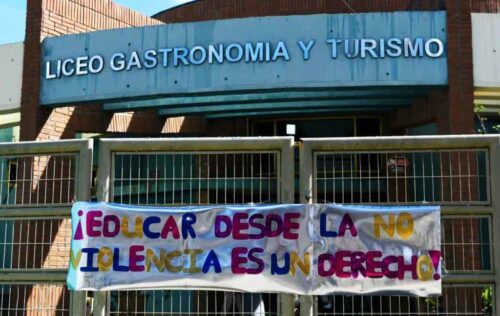 LICEO GASTRONOMIA Y TURISMO
¡EDUCAR DESDE LA NO
VIOLENCIA ES UN DERECHO!